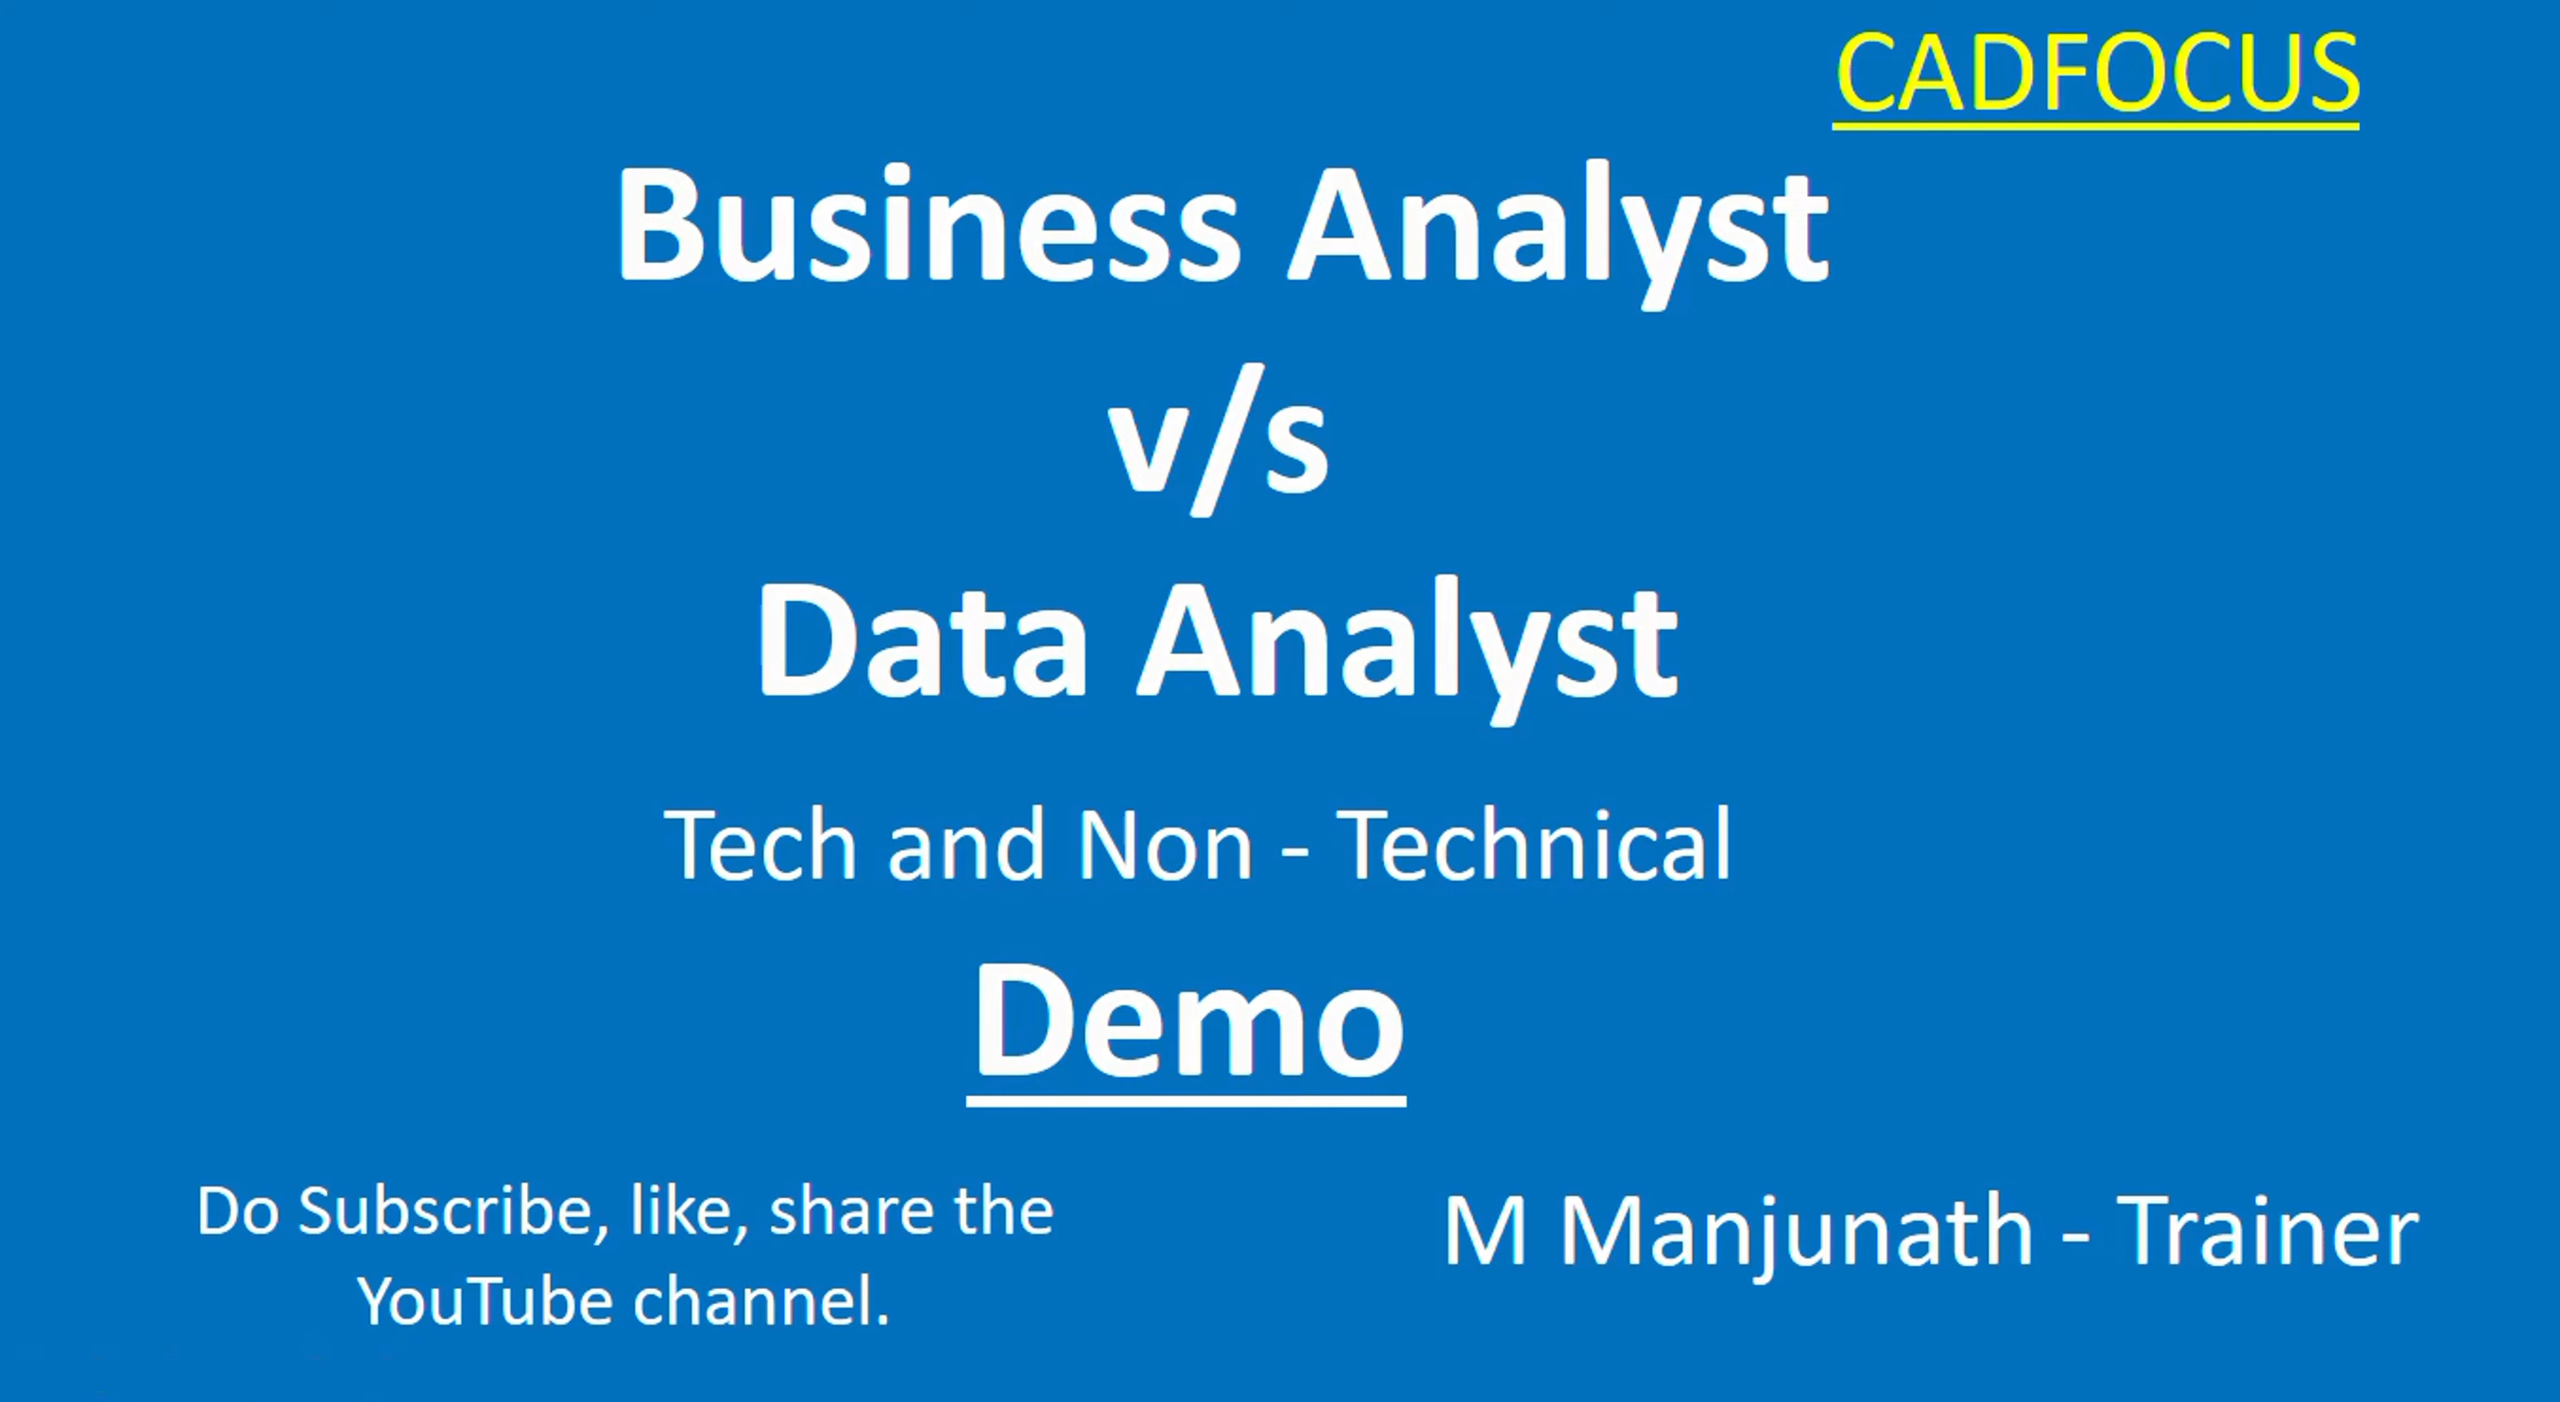 CADFOCUS
Business Analyst
v/s
Data Analyst
Tech and Non - Technical
Demo
Do Subscribe, like, share the
YouTube channel.
M Manjunath - Trainer